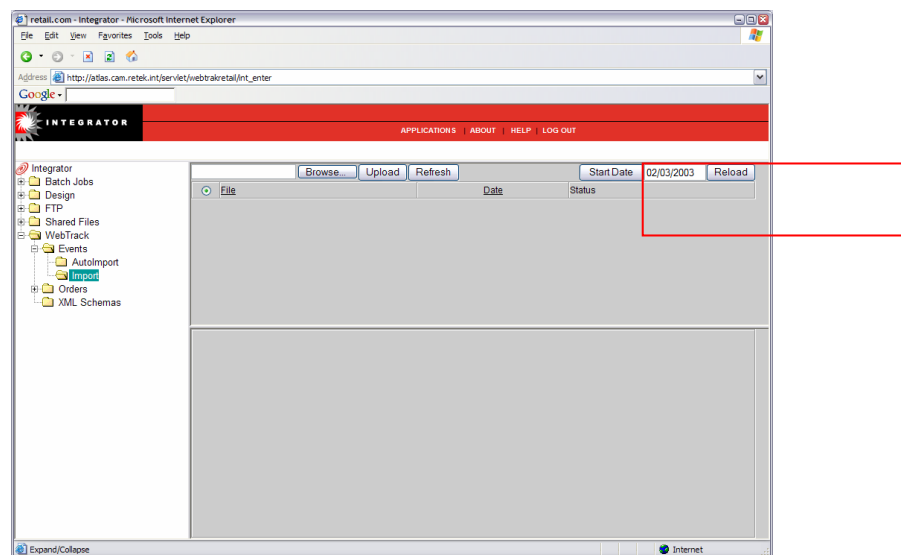 retail.com - Integrator - Microsoft Internet Explorer
File Edit View Favorites Tools Help
Address http://atlas.cam.retek.int/servlet/webtrakretail/int_enter
Google
INTEGRATOR
APPLICATIONS | ABOUT | HELP | LOG OUT
Integrator
Batch Jobs
Design
FTP
Shared Files
WebTrack
Events
AutoImport
Import
Orders
XML Schemas
Browse... Upload Refresh Start Date 02/03/2003 Reload
File Date Status
Expand/Collapse Internet